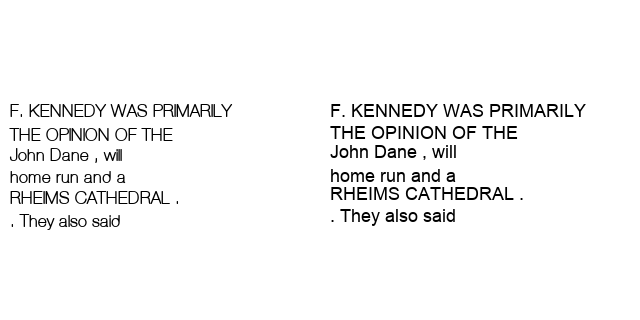 F. KENNEDY WAS PRIMARILY
THE OPINION OF THE
John Dane , will
home run and a
RHEIMS CATHEDRAL .
. They also said
F. KENNEDY WAS PRIMARILY
THE OPINION OF THE
John Dane , will
home run and a
RHEIMS CATHEDRAL .
. They also said